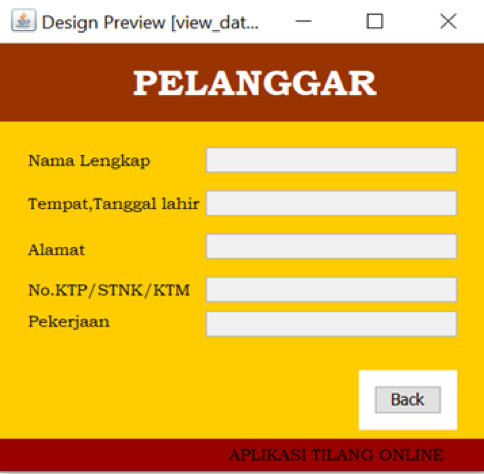 Design Preview [view_dat...
PELANGGAR
Nama Lengkap
Tempat,Tanggal lahir
Alamat
No.KTP/STNK/KTM
Pekerjaan
Back
APLIKASI TILANG ONLINE